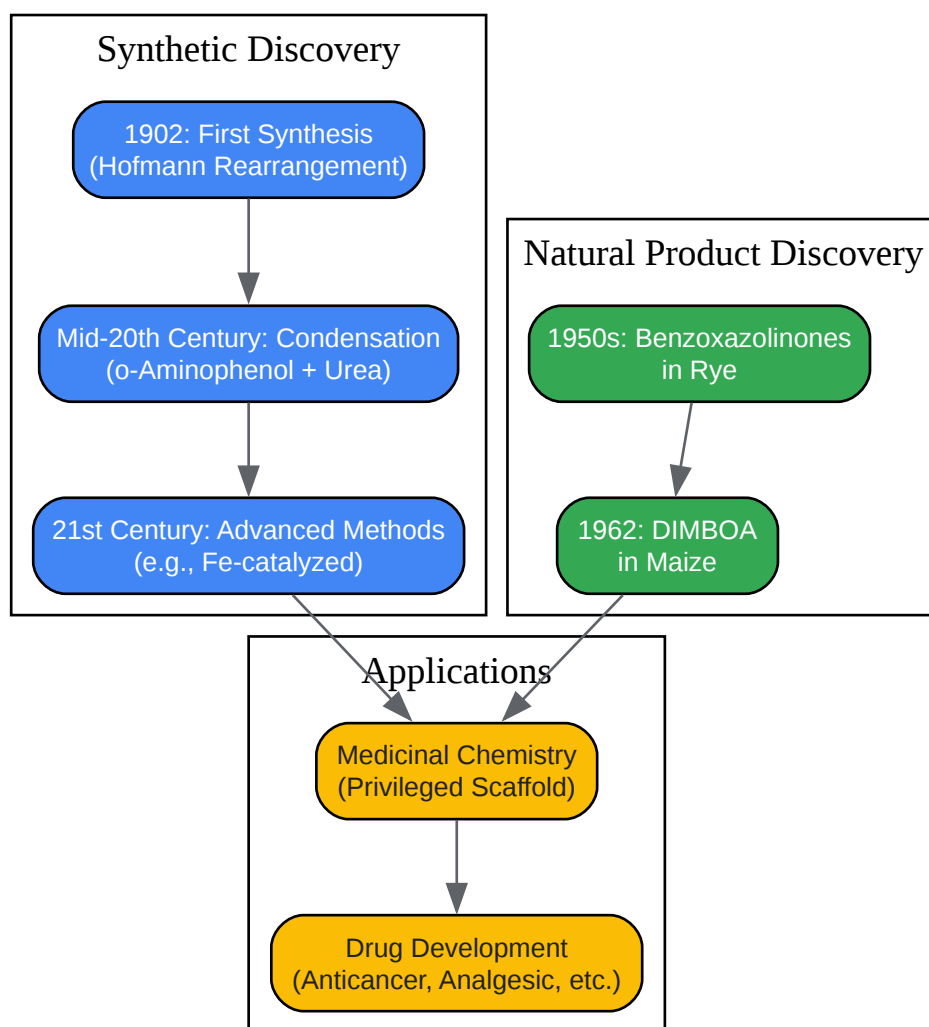 Synthetic Discovery
1902: First Synthesis
(Hofmann Rearrangement)
Mid-20th Century: Condensation
(o-Aminophenol + Urea)
21st Century: Advanced Methods
(e.g., Fe-catalyzed)
Natural Product Discovery
1950s: Benzoxazolinones
in Rye
1962: DIMBOA
in Maize
Applications
Medicinal Chemistry
(Privileged Scaffold)
Drug Development
(Anticancer, Analgesic, etc.)